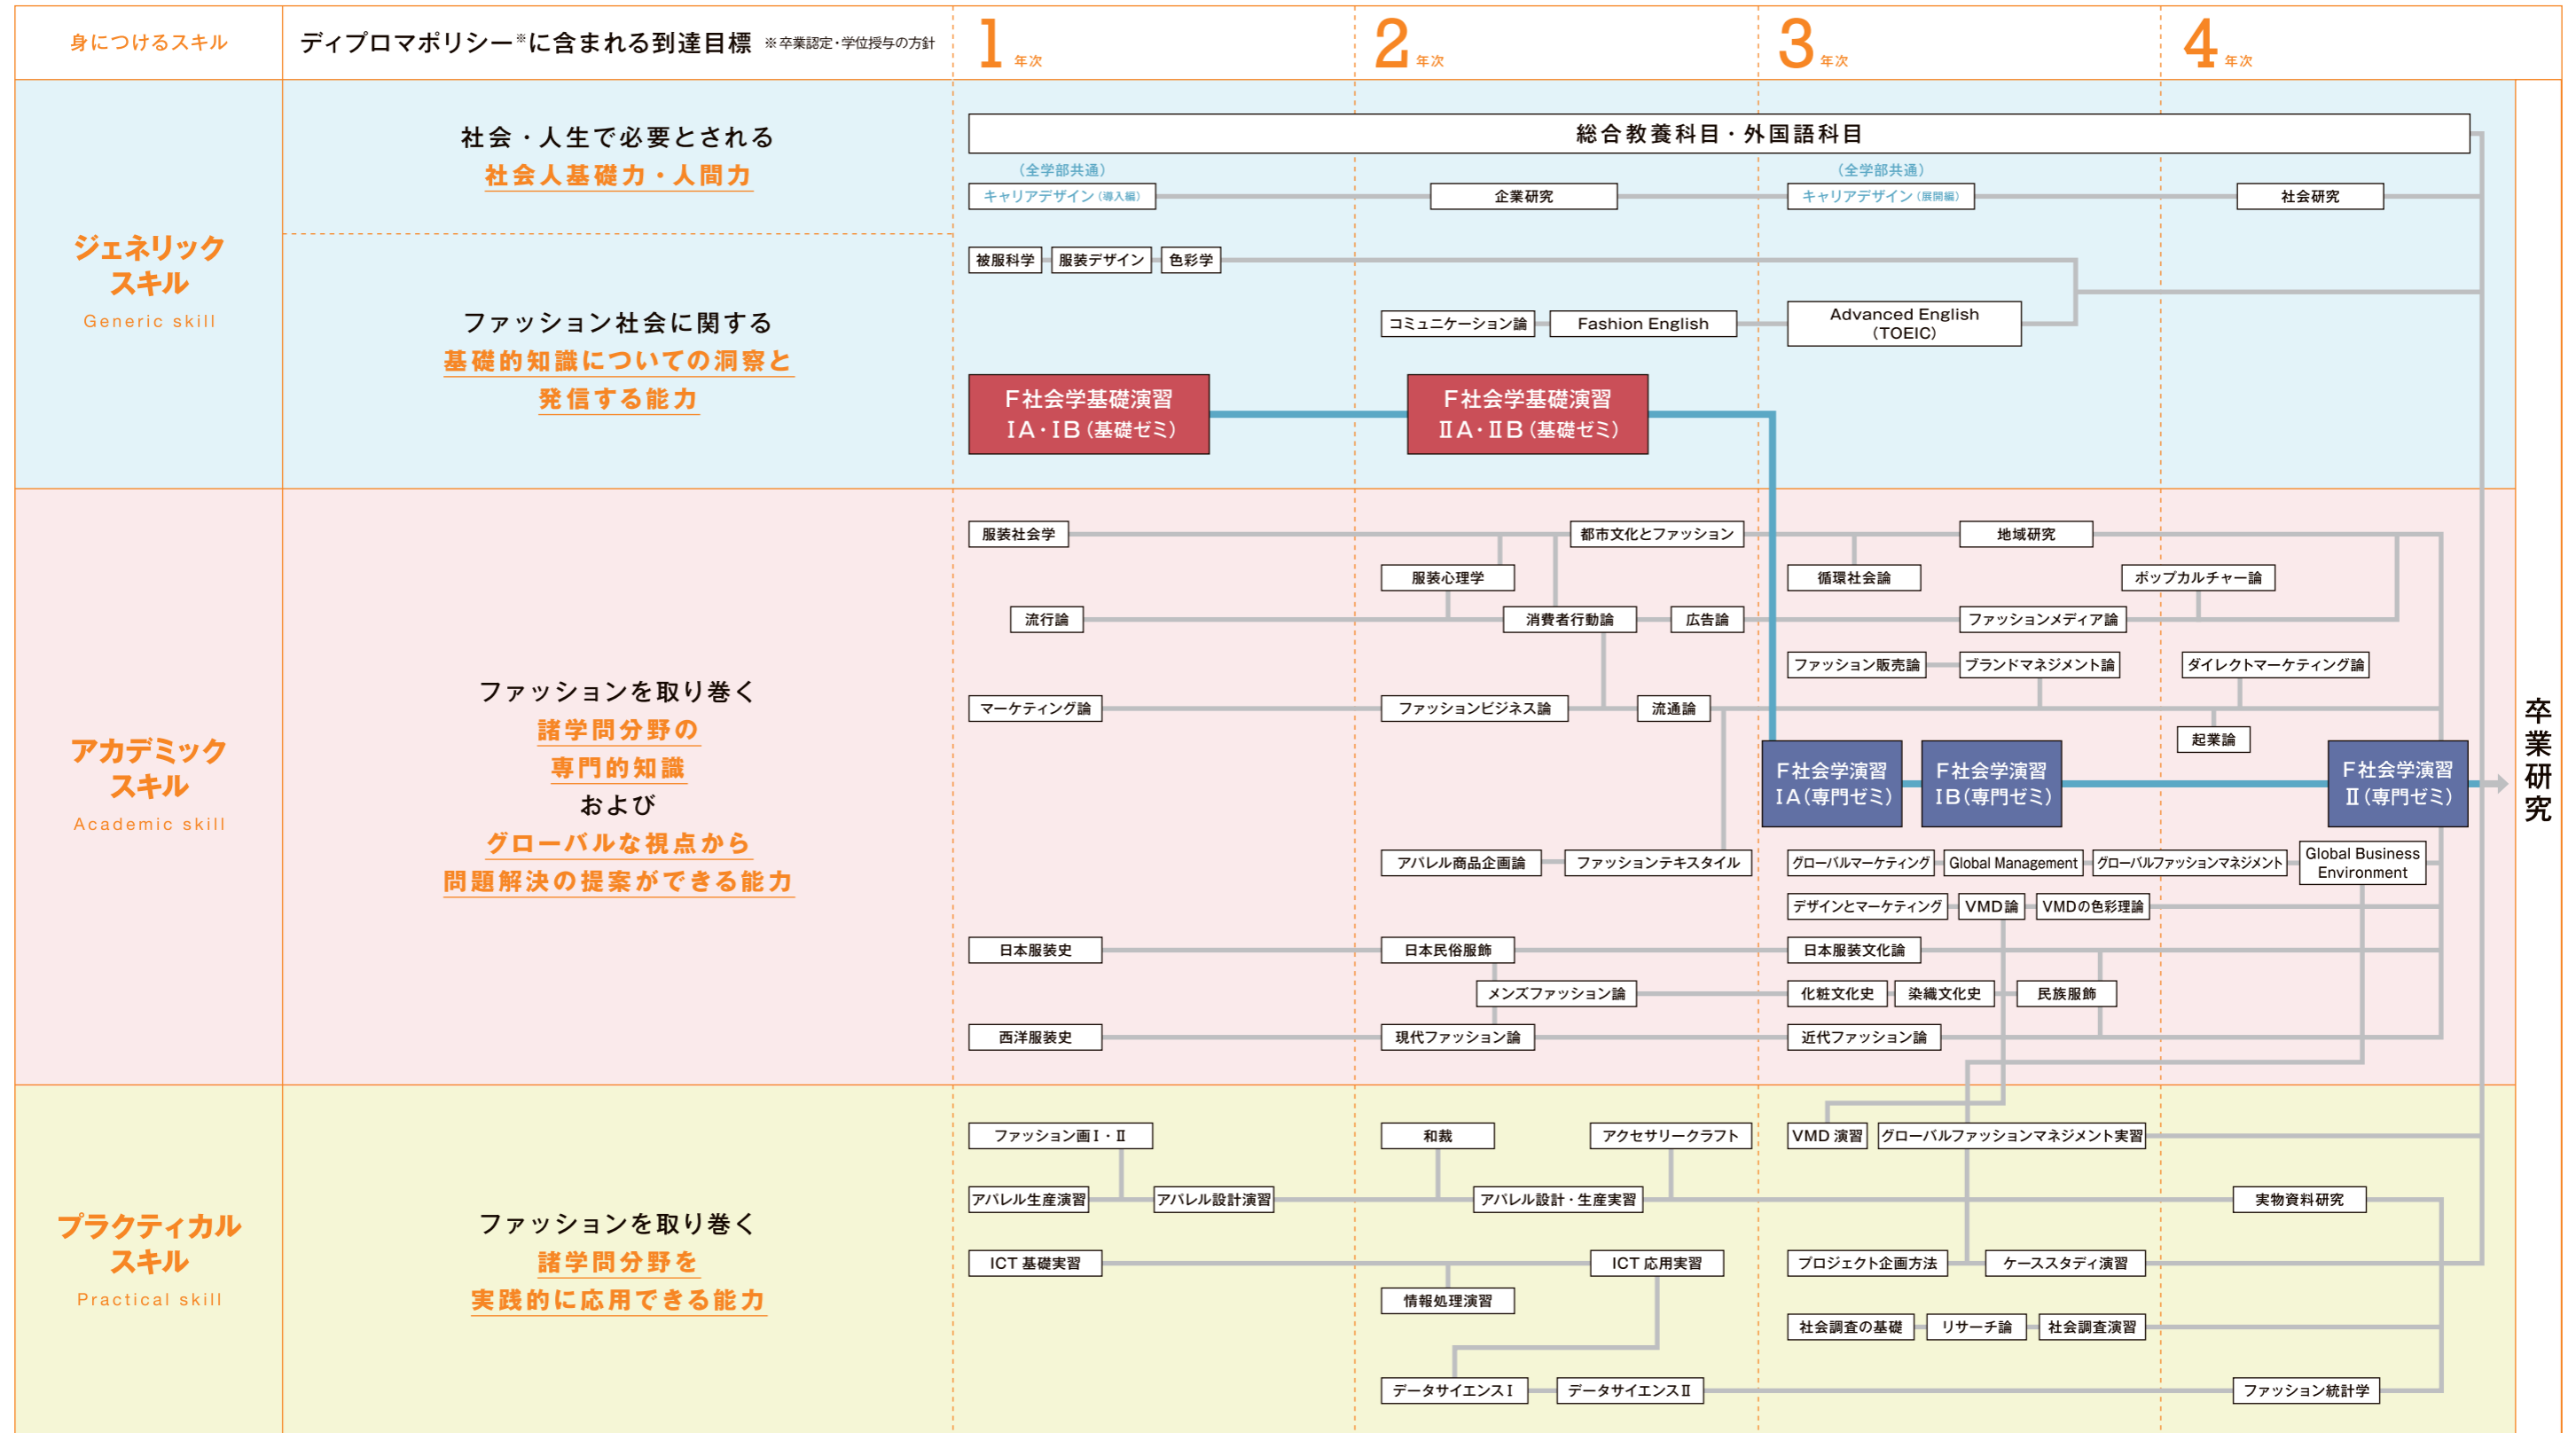 身につけるスキル
ディプロマポリシー※に含まれる到達目標 ※卒業認定・学位授与の方針
1年次
2年次
3年次
4年次
ジェネリック
スキル
Generic skill
社会・人生で必要とされる
社会人基礎力・人間力
ファッション社会に関する
基礎的知識についての洞察と
発信する能力
総合教養科目・外国語科目
(全学部共通)
(全学部共通)
キャリアデザイン(導入編)
企業研究
キャリアデザイン(展開編)
社会研究
被服科学
服装デザイン
色彩学
コミュニケーション論
Fashion English
Advanced English
(TOEIC)
F社会学基礎演習
ⅠA・ⅠB(基礎ゼミ)
F社会学基礎演習
ⅡA・ⅡB(基礎ゼミ)
アカデミック
スキル
Academic skill
ファッションを取り巻く
諸学問分野の
専門的知識
および
グローバルな視点から
問題解決の提案ができる能力
服装社会学
都市文化とファッション
地域研究
服装心理学
循環社会論
ポップカルチャー論
流行論
消費者行動論
広告論
ファッションメディア論
ファッション販売論
ブランドマネジメント論
ダイレクトマーケティング論
マーケティング論
ファッションビジネス論
流通論
起業論
F社会学演習
ⅠA(専門ゼミ)
F社会学演習
ⅠB(専門ゼミ)
F社会学演習
Ⅱ(専門ゼミ)
アパレル商品企画論
ファッションテキスタイル
グローバルマーケティング
Global Management
グローバルファッションマネジメント
Global Business
Environment
デザインとマーケティング
VMD論
VMDの色彩理論
日本服装史
日本民俗服飾
日本服装文化論
メンズファッション論
化粧文化史
染織文化史
民族服飾
西洋服装史
現代ファッション論
近代ファッション論
プラクティカル
スキル
Practical skill
ファッションを取り巻く
諸学問分野を
実践的に応用できる能力
ファッション画Ⅰ・Ⅱ
和裁
アクセサリークラフト
VMD 演習
グローバルファッションマネジメント実習
アパレル生産演習
アパレル設計演習
アパレル設計・生産実習
実物資料研究
ICT 基礎実習
ICT 応用実習
プロジェクト企画方法
ケーススタディ演習
情報処理演習
社会調査の基礎
リサーチ論
社会調査演習
データサイエンスⅠ
データサイエンスⅡ
ファッション統計学
卒業研究